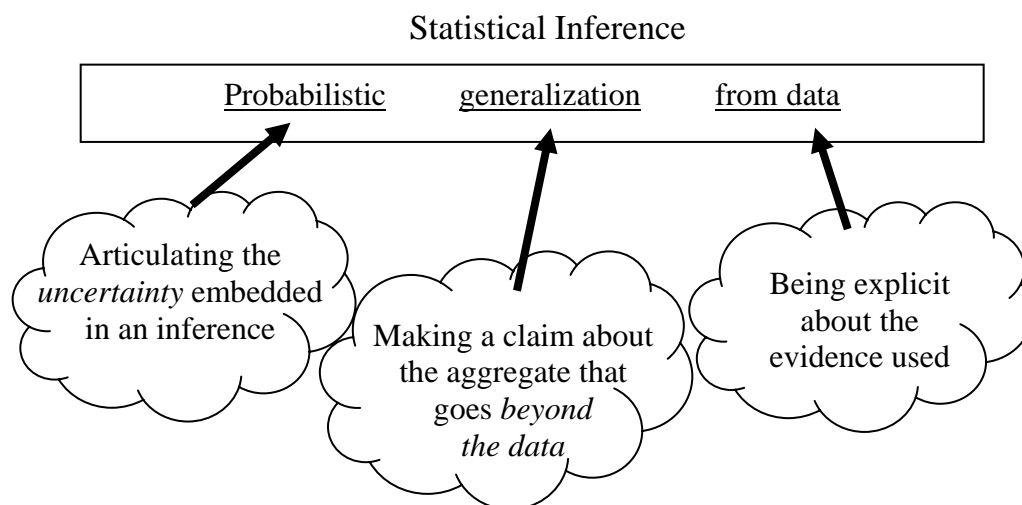 Statistical Inference
Probabilistic generalization from data
Articulating the
uncertainty embedded
in an inference
Making a claim about
the aggregate that
goes beyond
the data
Being explicit
about the
evidence used